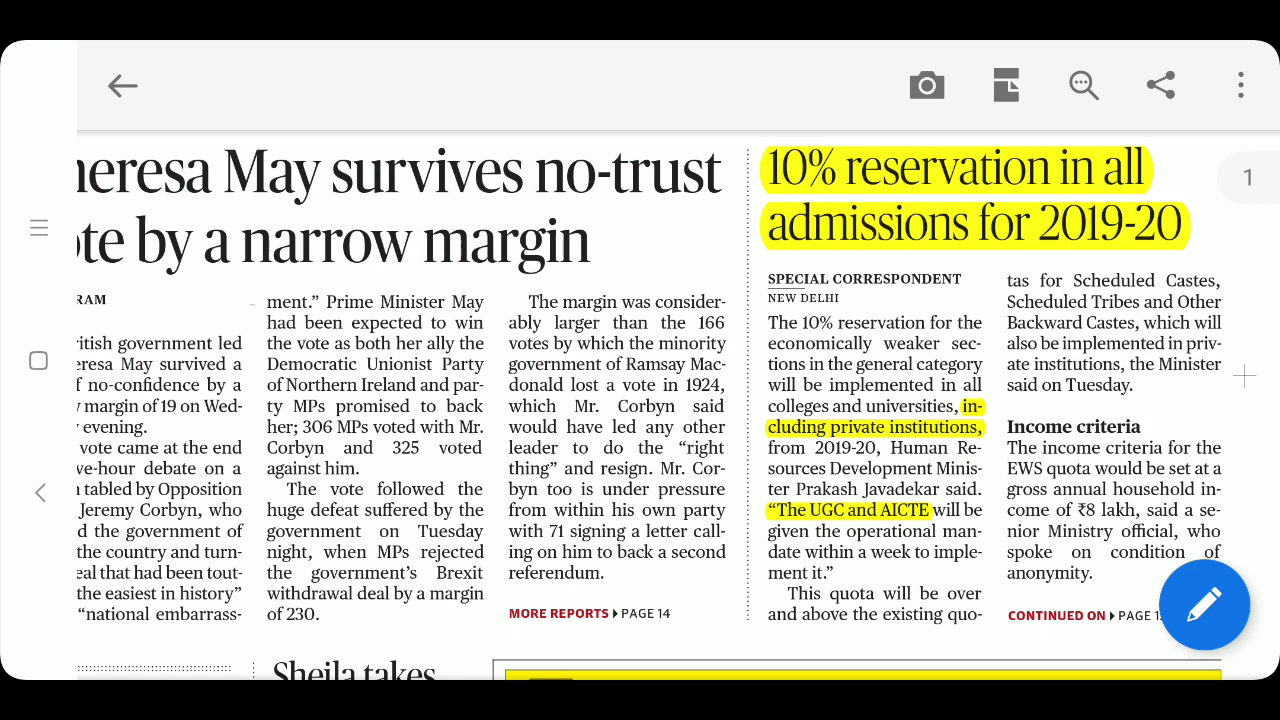 heresa May survives no-trust
ote by a narrow margin
RAM
ritish government led
eresa May survived a
f no-confidence by a
margin of 19 on Wed-
evening.
vote came at the end
ve-hour debate on a
tabled by Opposition
Jeremy Corbyn, who
d the government of
the country and turn-
eal that had been tout-
the easiest in history”
“national embarrass-
ment.” Prime Minister May
had been expected to win
the vote as both her ally the
Democratic Unionist Party
of Northern Ireland and par-
ty MPs promised to back
her; 306 MPs voted with Mr.
Corbyn and 325 voted
against him.
The vote followed the
huge defeat suffered by the
government on Tuesday
night, when MPs rejected
the government’s Brexit
withdrawal deal by a margin
of 230.
The margin was consider-
ably larger than the 166
votes by which the minority
government of Ramsay Mac-
donald lost a vote in 1924,
which Mr. Corbyn said
would have led any other
leader to do the “right
thing” and resign. Mr. Cor-
byn too is under pressure
from within his own party
with 71 signing a letter call-
ing on him to back a second
referendum.
MORE REPORTS PAGE 14
10% reservation in all
admissions for 2019-20
SPECIAL CORRESPONDENT
NEW DELHI
The 10% reservation for the
economically weaker sec-
tions in the general category
will be implemented in all
colleges and universities, in-
cluding private institutions,
from 2019-20, Human Re-
sources Development Minis-
ter Prakash Javadekar said.
“The UGC and AICTE will be
given the operational man-
date within a week to imple-
ment it.”
This quota will be over
and above the existing quo-
tas for Scheduled Castes,
Scheduled Tribes and Other
Backward Castes, which will
also be implemented in priv-
ate institutions, the Minister
said on Tuesday.
Income criteria
The income criteria for the
EWS quota would be set at a
gross annual household in-
come of ₹8 lakh, said a se-
nior Ministry official, who
spoke on condition of
anonymity.
CONTINUED ON PAGE
1
Sheila takes